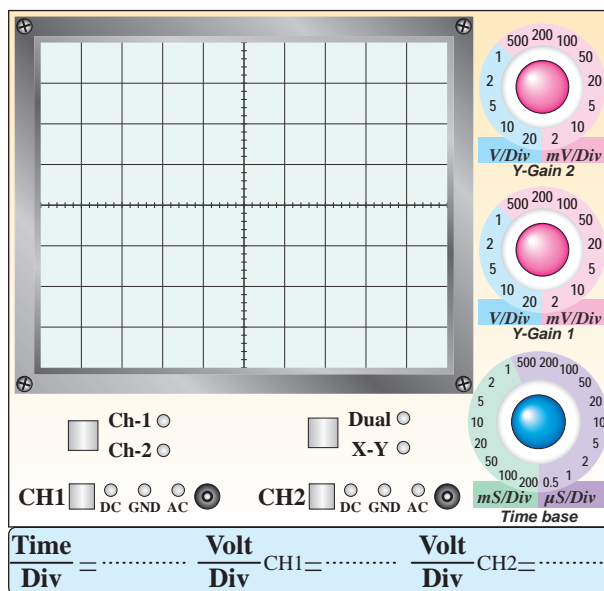 500 200 100 50 20 10 5 2
1 2 5 10 20
V/Div mV/Div
Y-Gain 2
500 200 100 50 20 10 5 2
1 2 5 10 20
V/Div mV/Div
Y-Gain 1
500 200 100 50 20 10 5 2 1 0.5
1 2 5 10 20 50 100 200
mS/Div µS/Div
Time base
Ch-1
Ch-2
Dual
X-Y
CH1
DC GND AC
CH2
DC GND AC
Time
Div
= ............
Volt
Div
CH1= ............
Volt
Div
CH2= ............